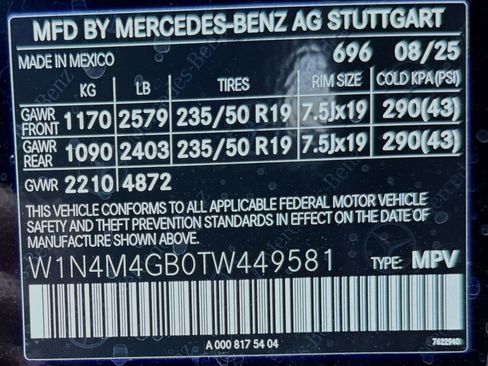 MFD BY MERCEDES-BENZ AG STUTTGART
MADE IN MEXICO 696 08/25
KG LB TIRES RIM SIZE COLD KPA(PSI)
GAWR FRONT 1170 2579 235/50 R19 7.5Jx19 290(43)
GAWR REAR 1090 2403 235/50 R19 7.5Jx19 290(43)
GVWR 2210 4872
THIS VEHICLE CONFORMS TO ALL APPLICABLE FEDERAL MOTOR VEHICLE
SAFETY AND THEFT PREVENTION STANDARDS IN EFFECT ON THE DATE
OF MANUFACTURE SHOWN ABOVE.
W1N4M4GB0TW449581 TYPE: MPV
A 000 817 54 04 7622940